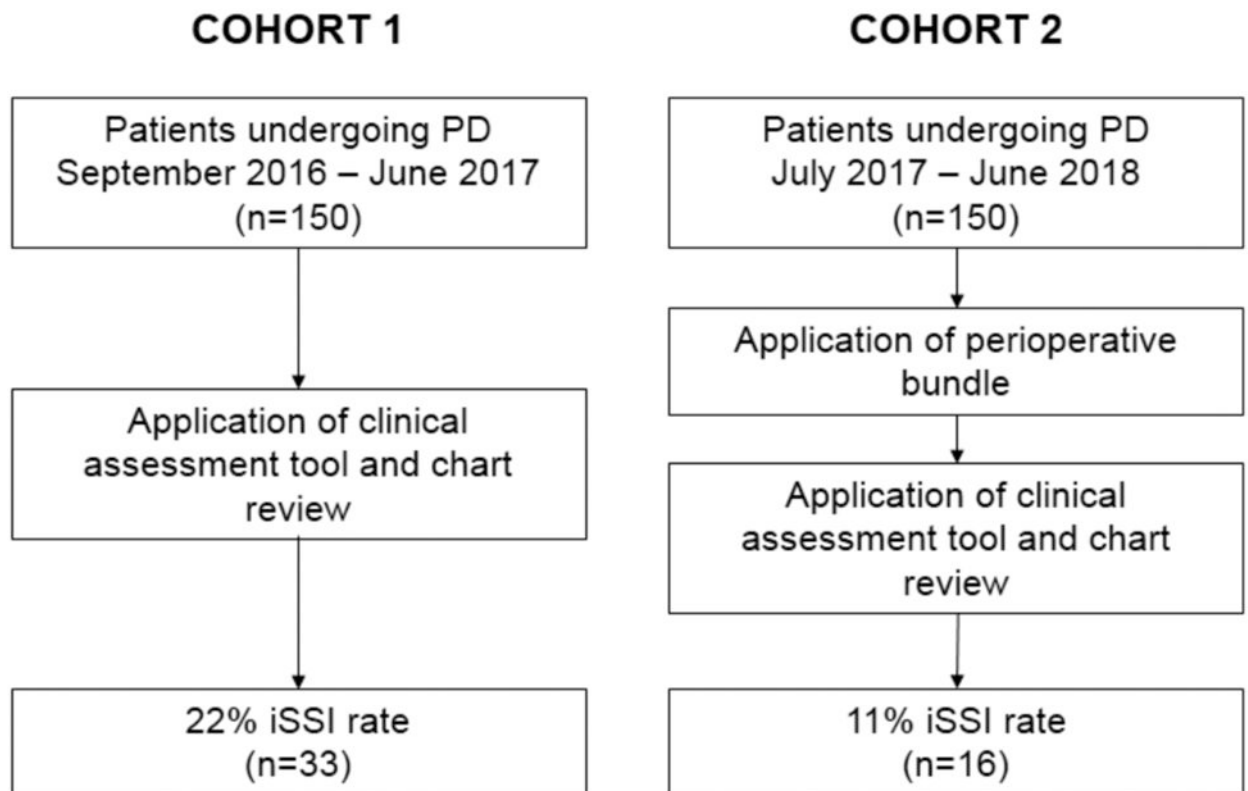 COHORT 1
Patients undergoing PD
September 2016 – June 2017
(n=150)
Application of clinical
assessment tool and chart
review
22% iSSI rate
(n=33)
COHORT 2
Patients undergoing PD
July 2017 – June 2018
(n=150)
Application of perioperative
bundle
Application of clinical
assessment tool and chart
review
11% iSSI rate
(n=16)